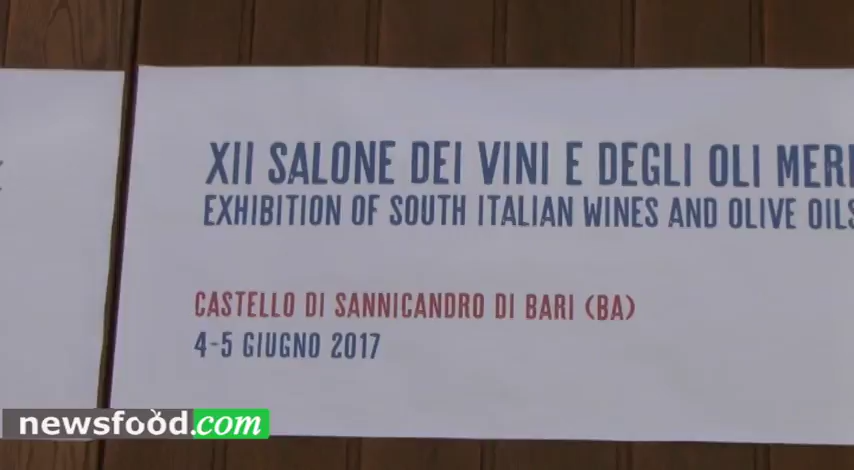 XII SALONE DEI VINI E DEGLI OLI MERI
EXHIBITION OF SOUTH ITALIAN WINES AND OLIVE OILS
CASTELLO DI SANNICANDRO DI BARI (BA)
4-5 GIUGNO 2017
newsfood.com